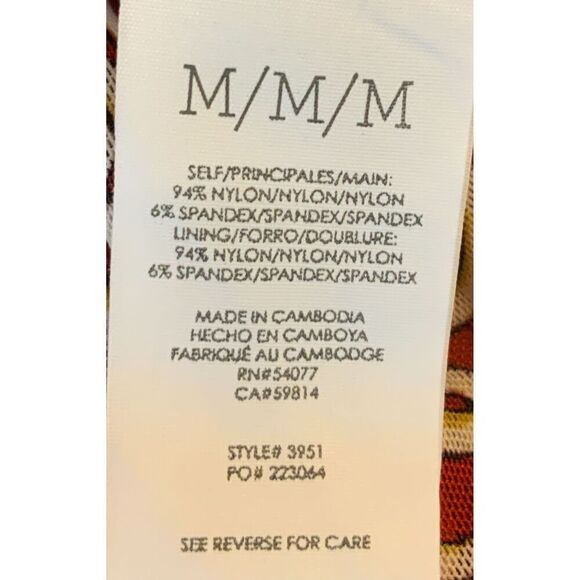 M/M/M
SELF/PRINCIPALES/MAIN:
94% NYLON/NYLON/NYLON
6% SPANDEX/SPANDEX/SPANDEX
LINING/FORRO/DOUBLURE:
94% NYLON/NYLON/NYLON
6% SPANDEX/SPANDEX/SPANDEX
MADE IN CAMBODIA
HECHO EN CAMBOYA
FABRIQUÉ AU CAMBODGE
RN#54077
CA#59814
STYLE# 3951
PO# 223064
SEE REVERSE FOR CARE